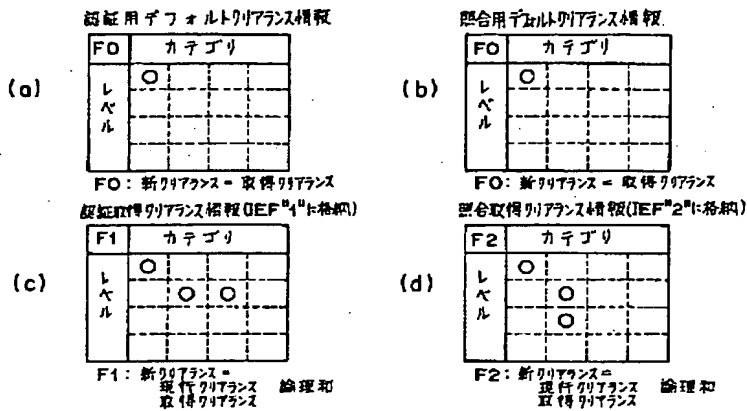 認証用デフォルトクリアランス情報
照合用デフォルトクリアランス情報
(a)
F0 カテゴリ
レベル
F0: 新クリアランス = 取得クリアランス
(b)
F0 カテゴリ
レベル
F0: 新クリアランス = 取得クリアランス
認証取得クリアランス情報(IEF"1"に格納)
照合取得クリアランス情報(IEF"2"に格納)
(c)
F1 カテゴリ
レベル
F1: 新クリアランス =
現行クリアランス 論理和
取得クリアランス
(d)
F2 カテゴリ
レベル
F2: 新クリアランス =
現行クリアランス 論理和
取得クリアランス